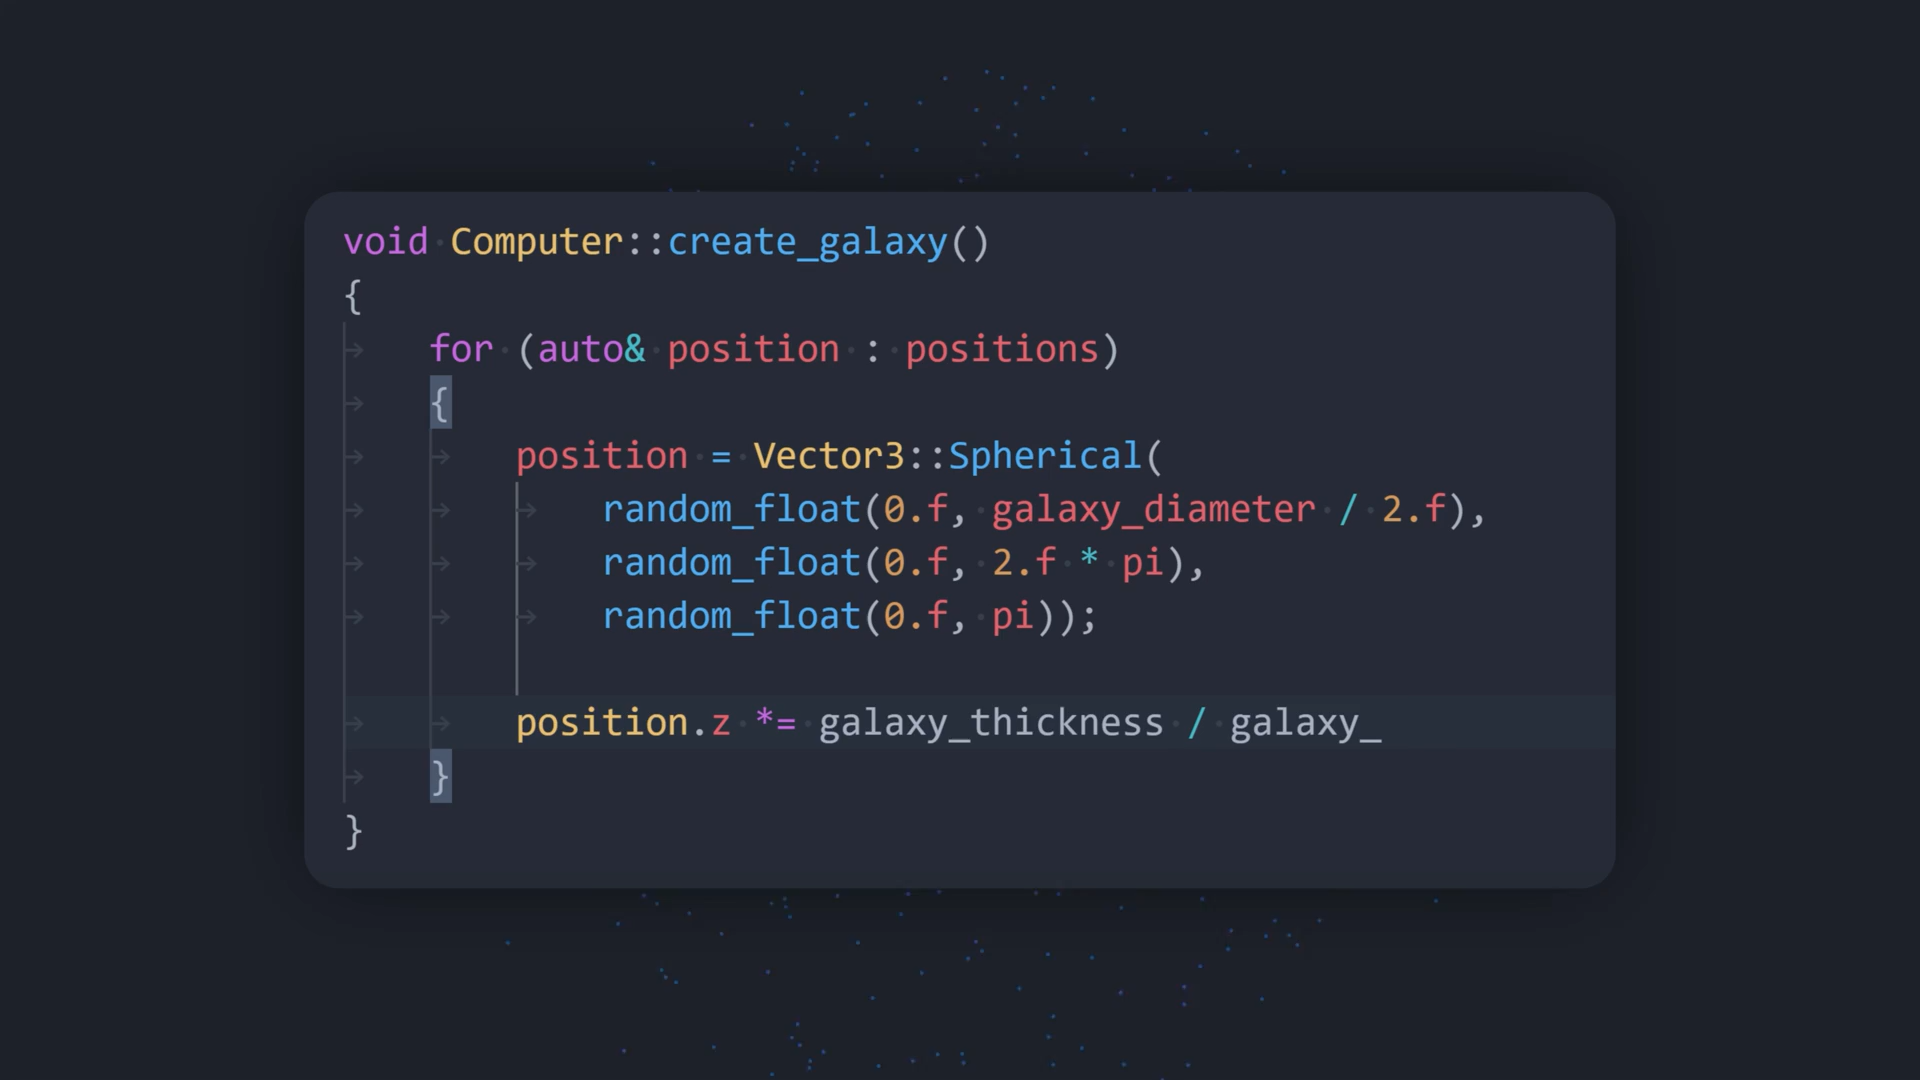 void Computer::create_galaxy()
{
for (auto& position : positions)
{
position = Vector3::Spherical(
random_float(0.f, galaxy_diameter / 2.f),
random_float(0.f, 2.f * pi),
random_float(0.f, pi));
position.z *= galaxy_thickness / galaxy_
}
}